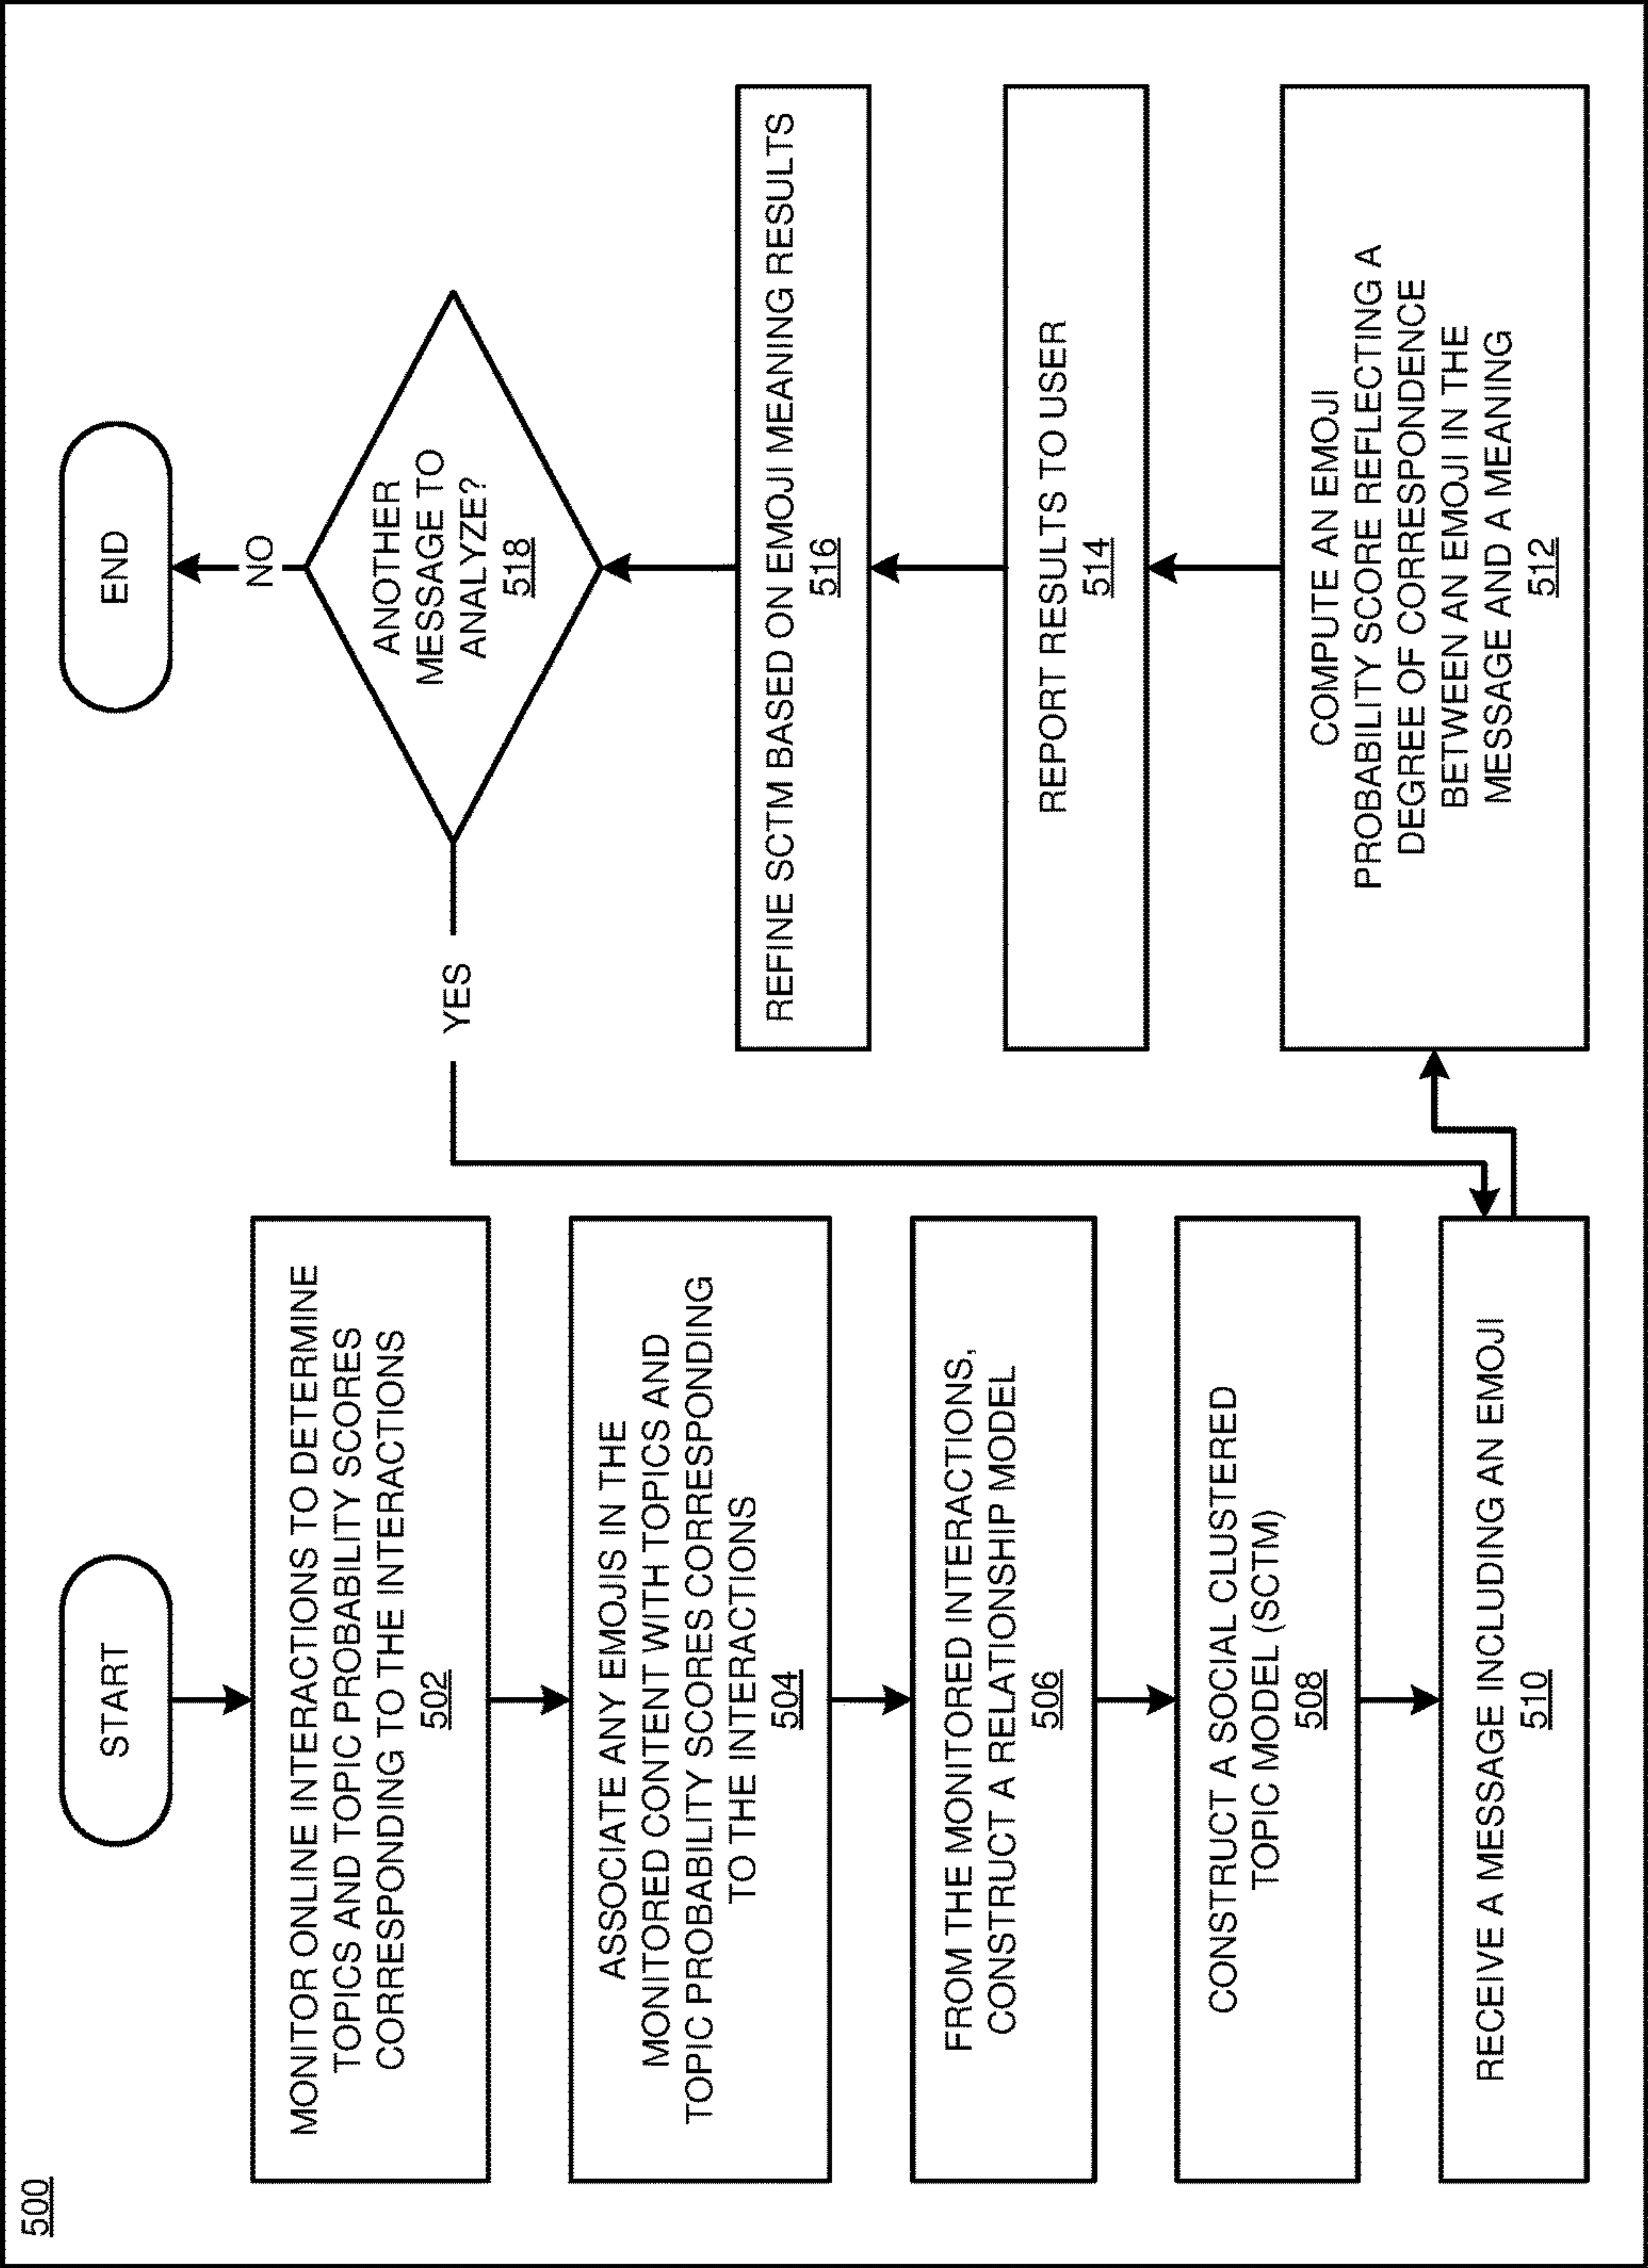 500
START
MONITOR ONLINE INTERACTIONS TO DETERMINE
TOPICS AND TOPIC PROBABILITY SCORES
CORRESPONDING TO THE INTERACTIONS
502
ASSOCIATE ANY EMOJIS IN THE
MONITORED CONTENT WITH TOPICS AND
TOPIC PROBABILITY SCORES CORRESPONDING
TO THE INTERACTIONS
504
FROM THE MONITORED INTERACTIONS,
CONSTRUCT A RELATIONSHIP MODEL
506
CONSTRUCT A SOCIAL CLUSTERED
TOPIC MODEL (SCTM)
508
RECEIVE A MESSAGE INCLUDING AN EMOJI
510
COMPUTE AN EMOJI
PROBABILITY SCORE REFLECTING A
DEGREE OF CORRESPONDENCE
BETWEEN AN EMOJI IN THE
MESSAGE AND A MEANING
512
REPORT RESULTS TO USER
514
REFINE SCTM BASED ON EMOJI MEANING RESULTS
516
ANOTHER
MESSAGE TO
ANALYZE?
518
YES
NO
END